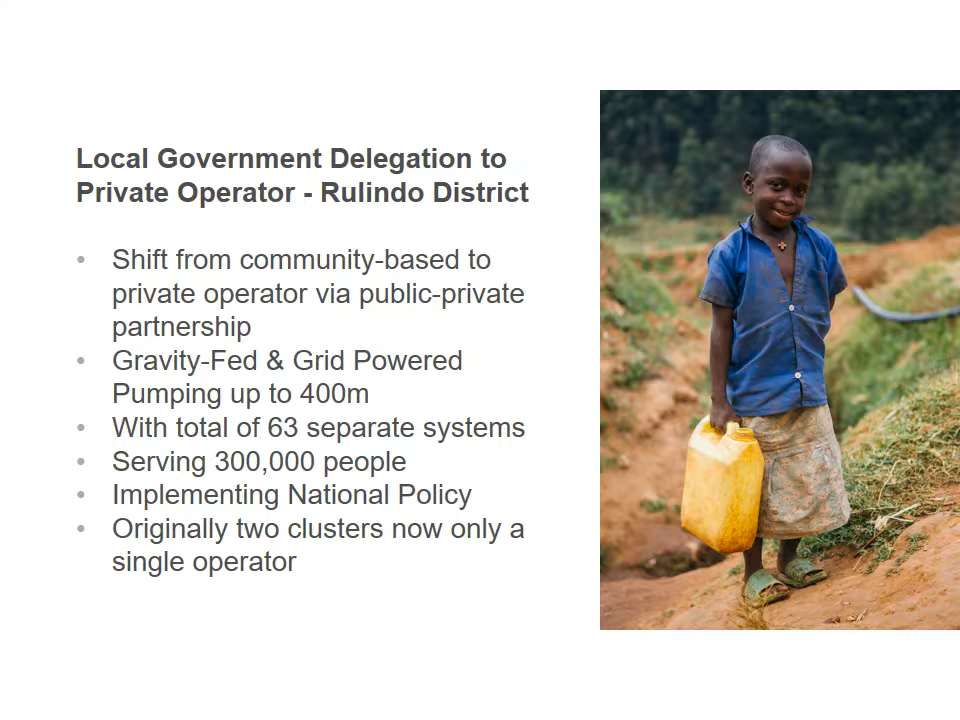 Local Government Delegation to
Private Operator - Rulindo District
• Shift from community-based to
private operator via public-private
partnership
• Gravity-Fed & Grid Powered
Pumping up to 400m
• With total of 63 separate systems
• Serving 300,000 people
• Implementing National Policy
• Originally two clusters now only a
single operator